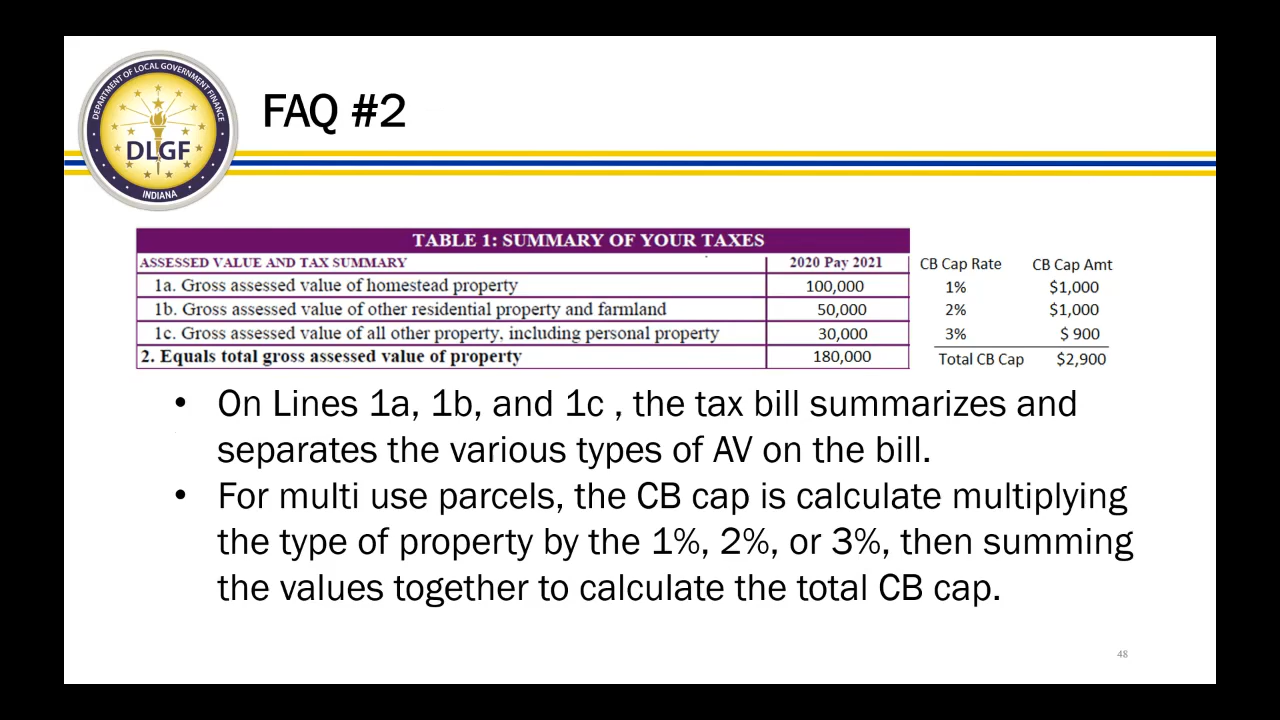 DEPARTMENT OF LOCAL GOVERNMENT FINANCE
DLGF
INDIANA
FAQ #2
TABLE 1: SUMMARY OF YOUR TAXES
ASSESSED VALUE AND TAX SUMMARY 2020 Pay 2021 CB Cap Rate CB Cap Amt
1a. Gross assessed value of homestead property 100,000 1% $1,000
1b. Gross assessed value of other residential property and farmland 50,000 2% $1,000
1c. Gross assessed value of all other property, including personal property 30,000 3% $ 900
2. Equals total gross assessed value of property 180,000 Total CB Cap $2,900
• On Lines 1a, 1b, and 1c , the tax bill summarizes and
separates the various types of AV on the bill.
• For multi use parcels, the CB cap is calculate multiplying
the type of property by the 1%, 2%, or 3%, then summing
the values together to calculate the total CB cap.
48